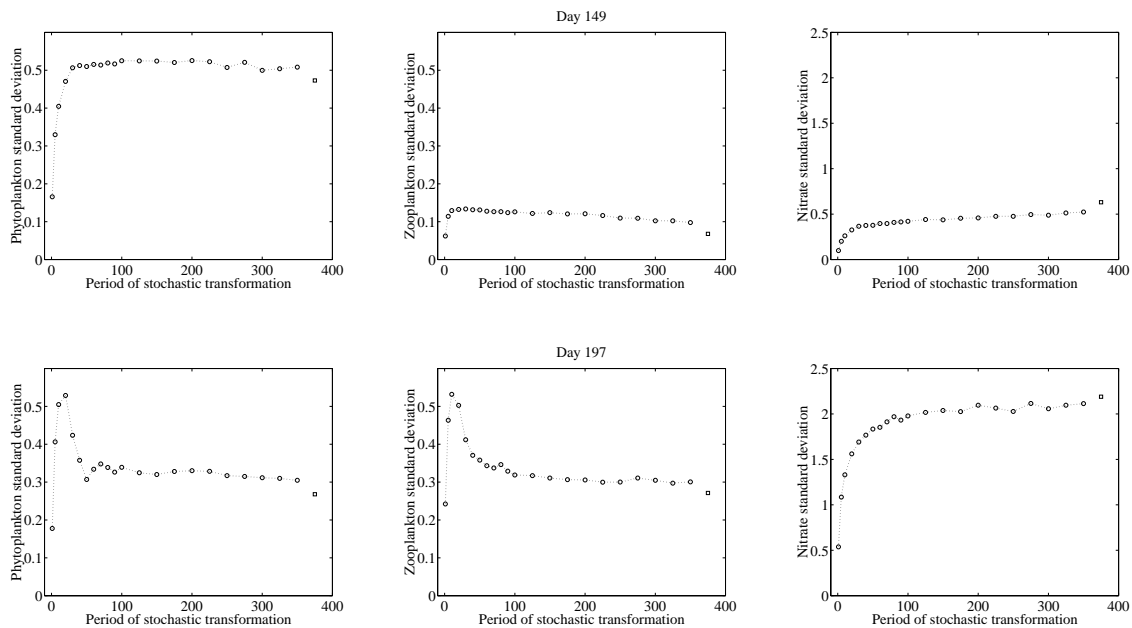 Day 149
Phytoplankton standard deviation
0.5
0.4
0.3
0.2
0.1
0
0 100 200 300 400
Period of stochastic transformation
Zooplankton standard deviation
0.5
0.4
0.3
0.2
0.1
0
0 100 200 300 400
Period of stochastic transformation
Nitrate standard deviation
2.5
2
1.5
1
0.5
0
0 100 200 300 400
Period of stochastic transformation
Day 197
Phytoplankton standard deviation
0.5
0.4
0.3
0.2
0.1
0
0 100 200 300 400
Period of stochastic transformation
Zooplankton standard deviation
0.5
0.4
0.3
0.2
0.1
0
0 100 200 300 400
Period of stochastic transformation
Nitrate standard deviation
2.5
2
1.5
1
0.5
0
0 100 200 300 400
Period of stochastic transformation